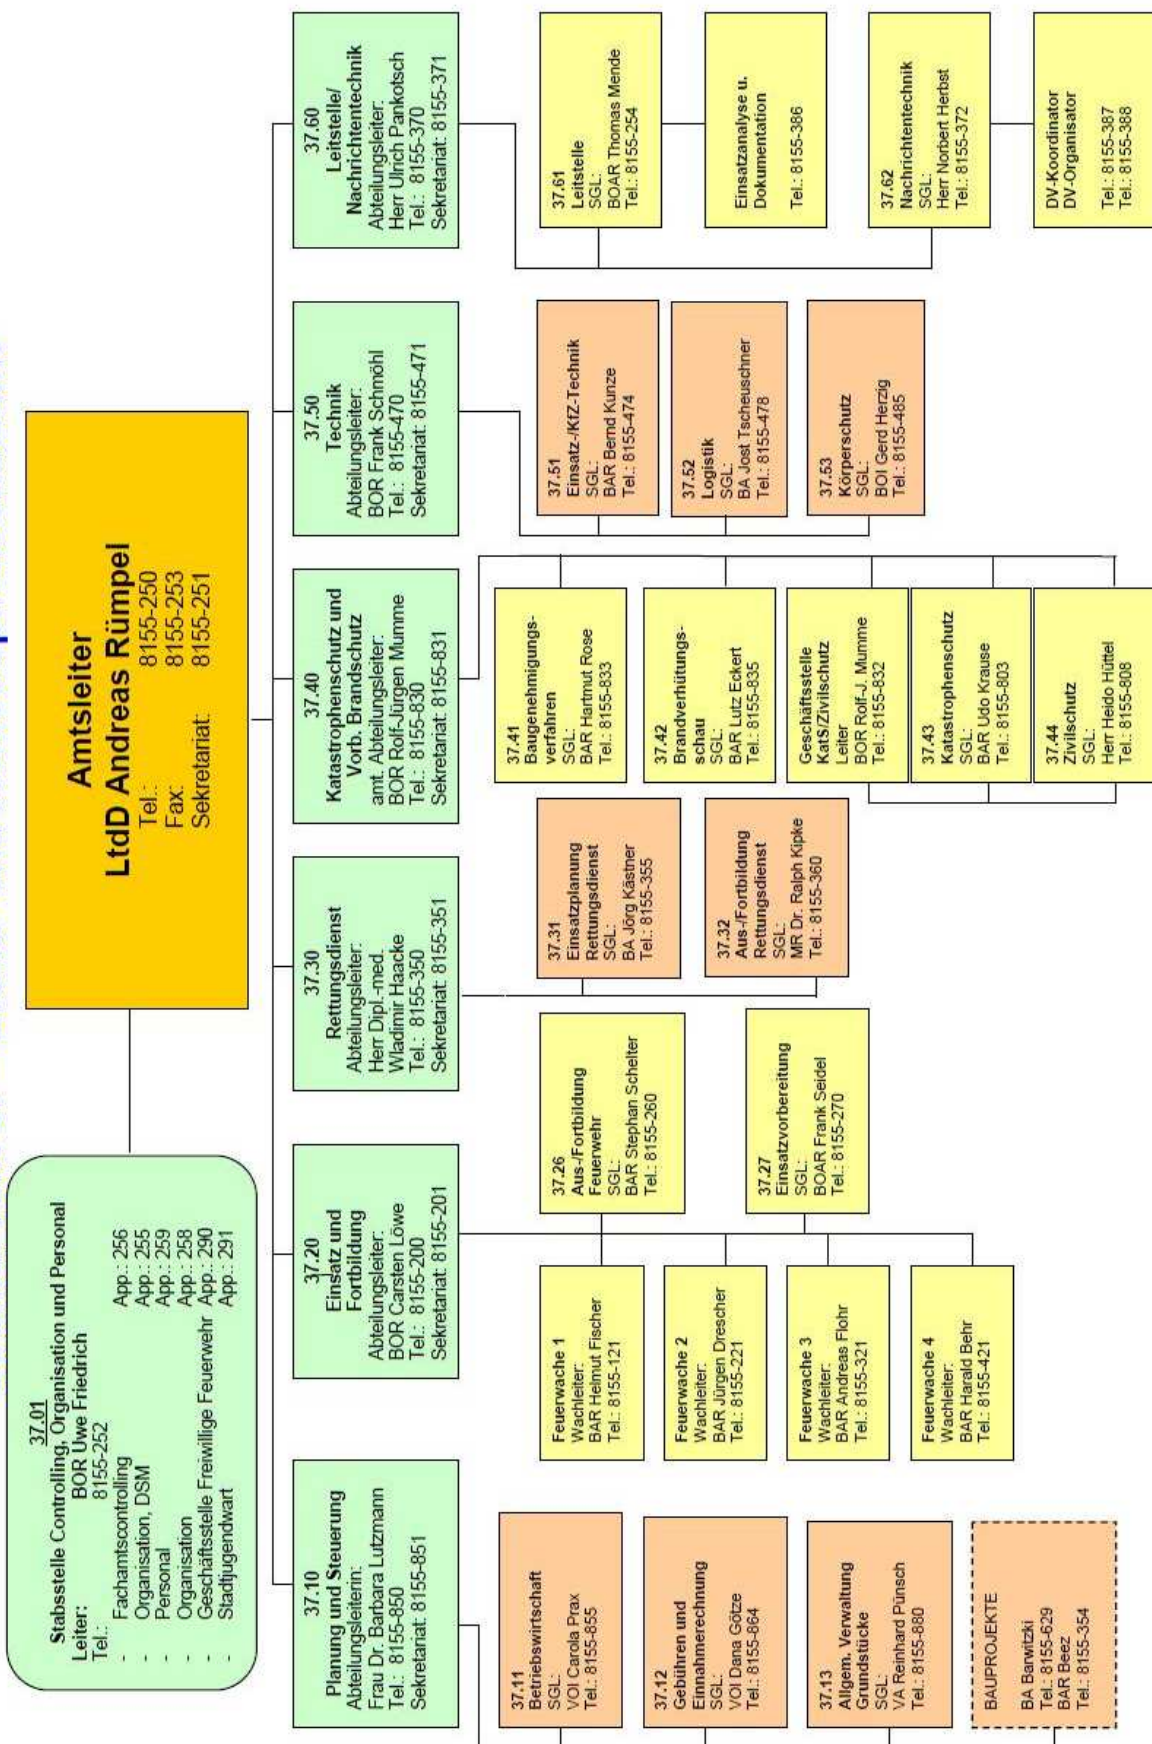 Amtsleiter
LtdD Andreas Rümpel
Tel.: 8155-250
Fax: 8155-253
Sekretariat: 8155-251
37.01
Stabsstelle Controlling, Organisation und Personal
Leiter: BOR Uwe Friedrich
Tel.: 8155-252
- Fachamtscontrolling App.: 256
- Organisation, DSM App.: 255
- Personal App.: 259
- Organisation App.: 258
- Geschäftsstelle Freiwillige Feuerwehr App.: 290
- Stadtjugendwart App.: 291
37.10
Planung und Steuerung
Abteilungsleiterin:
Frau Dr. Barbara Lutzmann
Tel.: 8155-850
Sekretariat: 8155-851
37.11
Betriebswirtschaft
SGL:
VOI Carola Prax
Tel.: 8155-855
37.12
Gebühren und
Einnahmerechnung
SGL:
VOI Dana Götze
Tel.: 8155-864
37.13
Allgem. Verwaltung
Grundstücke
SGL:
VA Reinhard Pünsch
Tel.: 8155-880
BAUPROJEKTE
BA Barwitzki
Tel.: 8155-629
BAR Beez
Tel.: 8155-354
37.20
Einsatz und
Fortbildung
Abteilungsleiter:
BOR Carsten Löwe
Tel.: 8155-200
Sekretariat: 8155-201
Feuerwache 1
Wachleiter:
BAR Helmut Fischer
Tel.: 8155-121
Feuerwache 2
Wachleiter:
BAR Jürgen Drescher
Tel.: 8155-221
Feuerwache 3
Wachleiter:
BAR Andreas Flohr
Tel.: 8155-321
Feuerwache 4
Wachleiter:
BAR Harald Behr
Tel.: 8155-421
37.26
Aus-/Fortbildung
Feuerwehr
SGL:
BAR Stephan Schelter
Tel.: 8155-260
37.27
Einsatzvorbereitung
SGL:
BOAR Frank Seidel
Tel.: 8155-270
37.30
Rettungsdienst
Abteilungsleiter:
Herr Dipl.-med.
Wladimir Haacke
Tel.: 8155-350
Sekretariat: 8155-351
37.31
Einsatzplanung
Rettungsdienst
SGL:
BA Jörg Kästner
Tel.: 8155-355
37.32
Aus-/Fortbildung
Rettungsdienst
SGL:
MR Dr. Ralph Kipke
Tel.: 8155-360
37.40
Katastrophenschutz und
Vorb. Brandschutz
amt. Abteilungsleiter:
BOR Rolf-Jürgen Mumme
Tel.: 8155-830
Sekretariat: 8155-831
37.41
Baugenehmigungs-
verfahren
SGL:
BAR Hartmut Rose
Tel.: 8155-833
37.42
Brandverhütungs-
schau
SGL:
BAR Lutz Eckert
Tel.: 8155-835
Geschäftsstelle
KatS/Zivilschutz
Leiter
BOR Rolf-J. Mumme
Tel.: 8155-832
37.43
Katastrophenschutz
SGL:
BAR Udo Krause
Tel.: 8155-803
37.44
Zivilschutz
SGL:
Herr Heido Hüttel
Tel.: 8155-808
37.50
Technik
Abteilungsleiter:
BOR Frank Schmöhl
Tel.: 8155-470
Sekretariat: 8155-471
37.51
Einsatz-/KfZ-Technik
SGL:
BAR Bernd Kunze
Tel.: 8155-474
37.52
Logistik
SGL:
BA Jost Tscheuschner
Tel.: 8155-478
37.53
Körperschutz
SGL:
BOI Gerd Herzig
Tel.: 8155-485
37.60
Leitstelle/
Nachrichtentechnik
Abteilungsleiter:
Herr Ulrich Pankotsch
Tel.: 8155-370
Sekretariat: 8155-371
37.61
Leitstelle
SGL:
BOAR Thomas Mende
Tel.: 8155-254
Einsatzanalyse u.
Dokumentation
Tel.: 8155-386
37.62
Nachrichtentechnik
SGL:
Herr Norbert Herbst
Tel.: 8155-372
DV-Koordinator
DV-Organisator
Tel.: 8155-387
Tel.: 8155-388